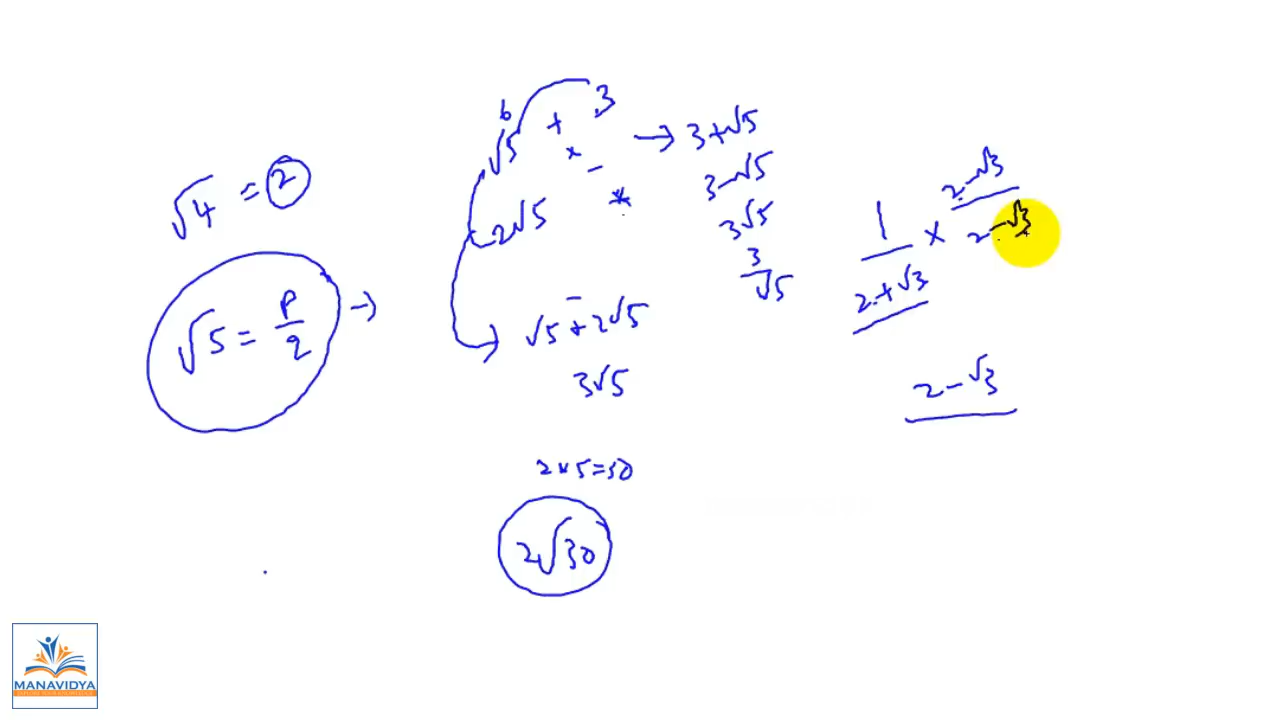 √4 = 2
√5 = P/2 →
6 3
√5 + × − *
2√5
→ 3+√5
3−√5
3√5
3/√5
√5 + 2√5
−
3√5
2×5=10
2√30
1/(2+√3) × (2−√3)/(2−√3)
2−√3
MANAVIDYA